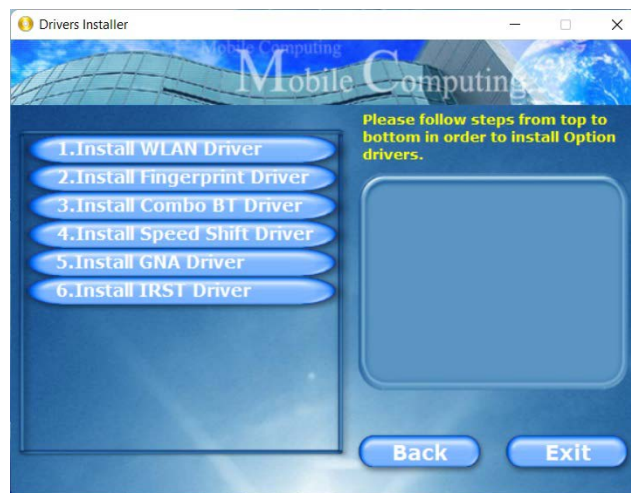 Drivers Installer
Mobile Computing
Mobile Computing
Please follow steps from top to
bottom in order to install Option
drivers.
1.Install WLAN Driver
2.Install Fingerprint Driver
3.Install Combo BT Driver
4.Install Speed Shift Driver
5.Install GNA Driver
6.Install IRST Driver
Back
Exit